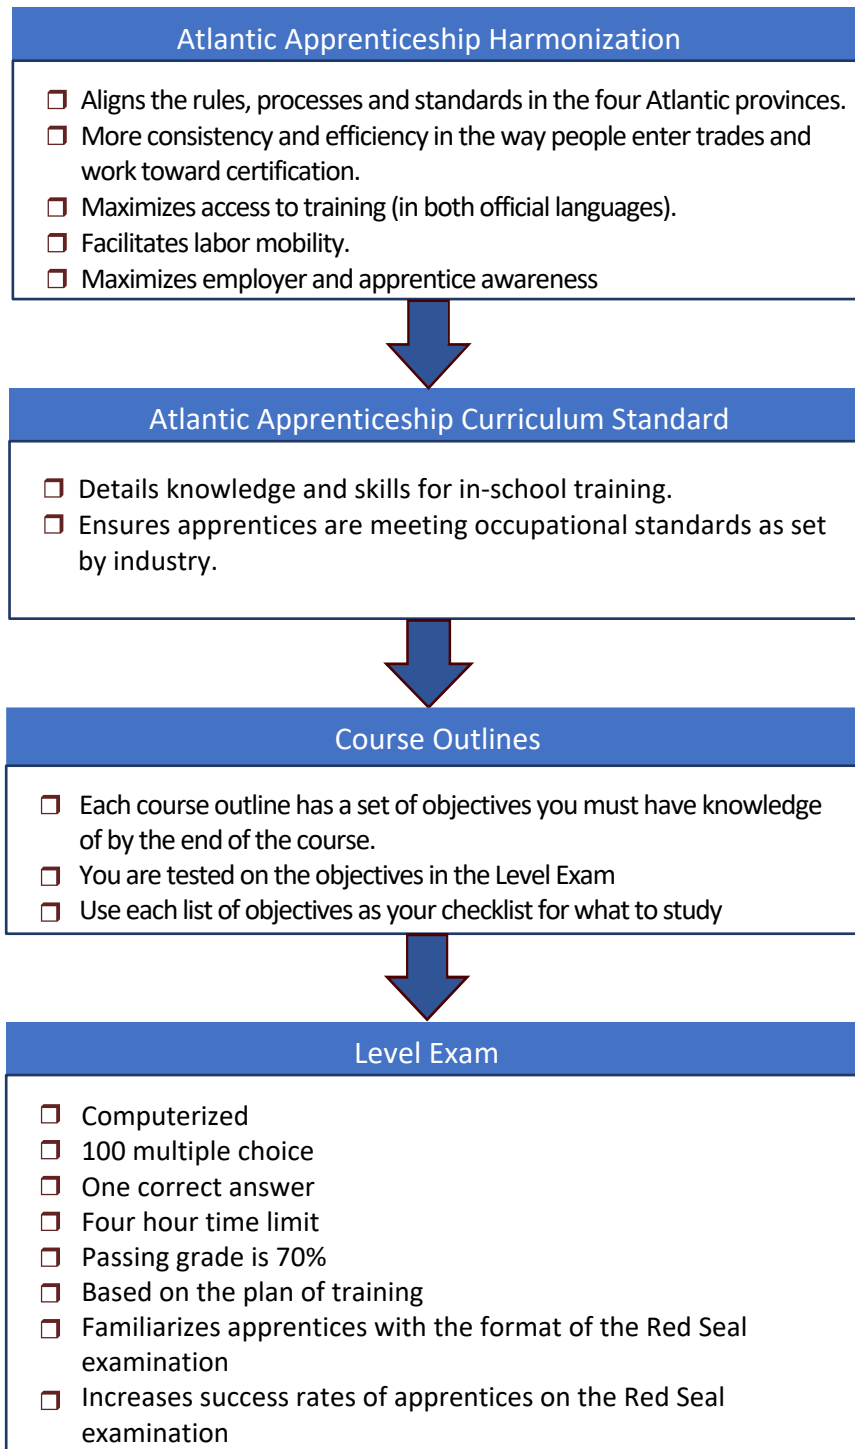 Atlantic Apprenticeship Harmonization
❐ Aligns the rules, processes and standards in the four Atlantic provinces.
❐ More consistency and efficiency in the way people enter trades and
work toward certification.
❐ Maximizes access to training (in both official languages).
❐ Facilitates labor mobility.
❐ Maximizes employer and apprentice awareness
Atlantic Apprenticeship Curriculum Standard
❐ Details knowledge and skills for in-school training.
❐ Ensures apprentices are meeting occupational standards as set
by industry.
Course Outlines
❐ Each course outline has a set of objectives you must have knowledge
of by the end of the course.
❐ You are tested on the objectives in the Level Exam
❐ Use each list of objectives as your checklist for what to study
Level Exam
❐ Computerized
❐ 100 multiple choice
❐ One correct answer
❐ Four hour time limit
❐ Passing grade is 70%
❐ Based on the plan of training
❐ Familiarizes apprentices with the format of the Red Seal
examination
❐ Increases success rates of apprentices on the Red Seal
examination